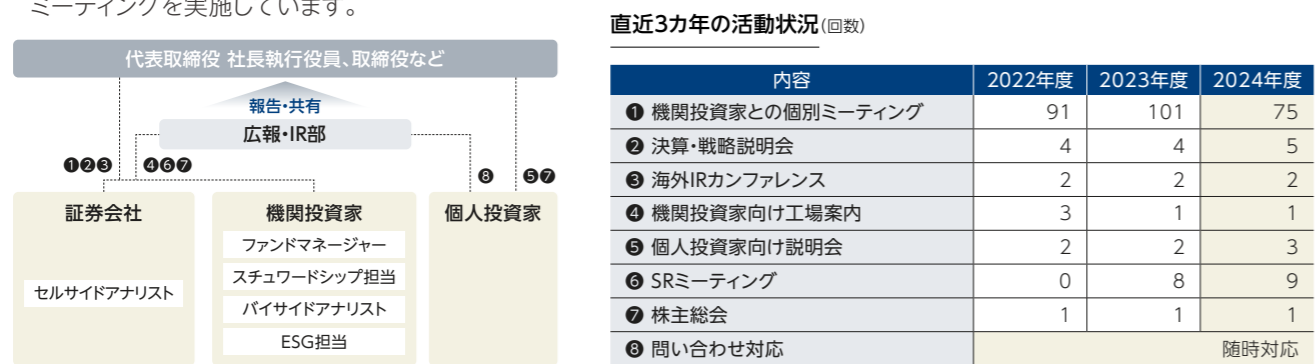 ミーティングを実施しています。
代表取締役 社長執行役員、取締役など
報告・共有
広報・IR部
❶❷❸ ❹❻❼
❽ ❺❼
証券会社
セルサイドアナリスト
機関投資家
ファンドマネージャー
スチュワードシップ担当
バイサイドアナリスト
ESG担当
個人投資家
直近3カ年の活動状況(回数)
内容 2022年度 2023年度 2024年度
❶ 機関投資家との個別ミーティング 91 101 75
❷ 決算・戦略説明会 4 4 5
❸ 海外IRカンファレンス 2 2 2
❹ 機関投資家向け工場案内 3 1 1
❺ 個人投資家向け説明会 2 2 3
❻ SRミーティング 0 8 9
❼ 株主総会 1 1 1
❽ 問い合わせ対応 随時対応